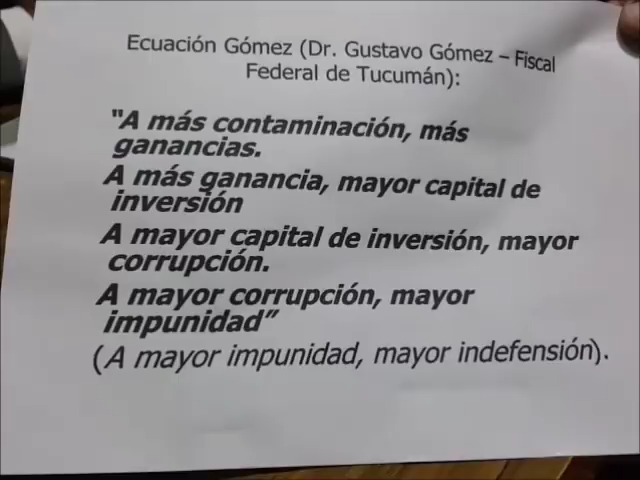 Ecuación Gómez (Dr. Gustavo Gómez – Fiscal
Federal de Tucumán):
"A más contaminación, más
ganancias.
A más ganancia, mayor capital de
inversión
A mayor capital de inversión, mayor
corrupción.
A mayor corrupción, mayor
impunidad”
(A mayor impunidad, mayor indefensión).